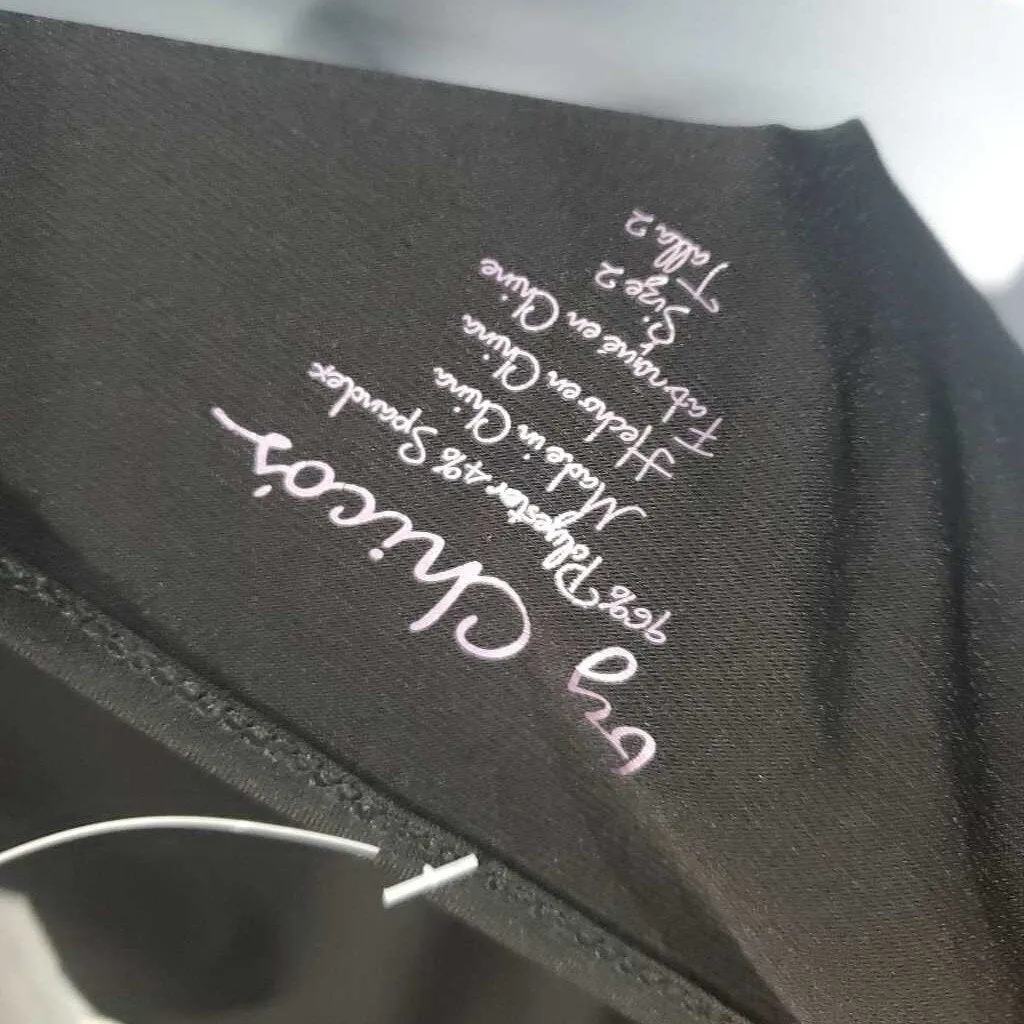 by Chico's
96% Polyester 4% Spandex
Made in China
Hecho en China
Fabriqué en Chine
Size 2
Talla 2